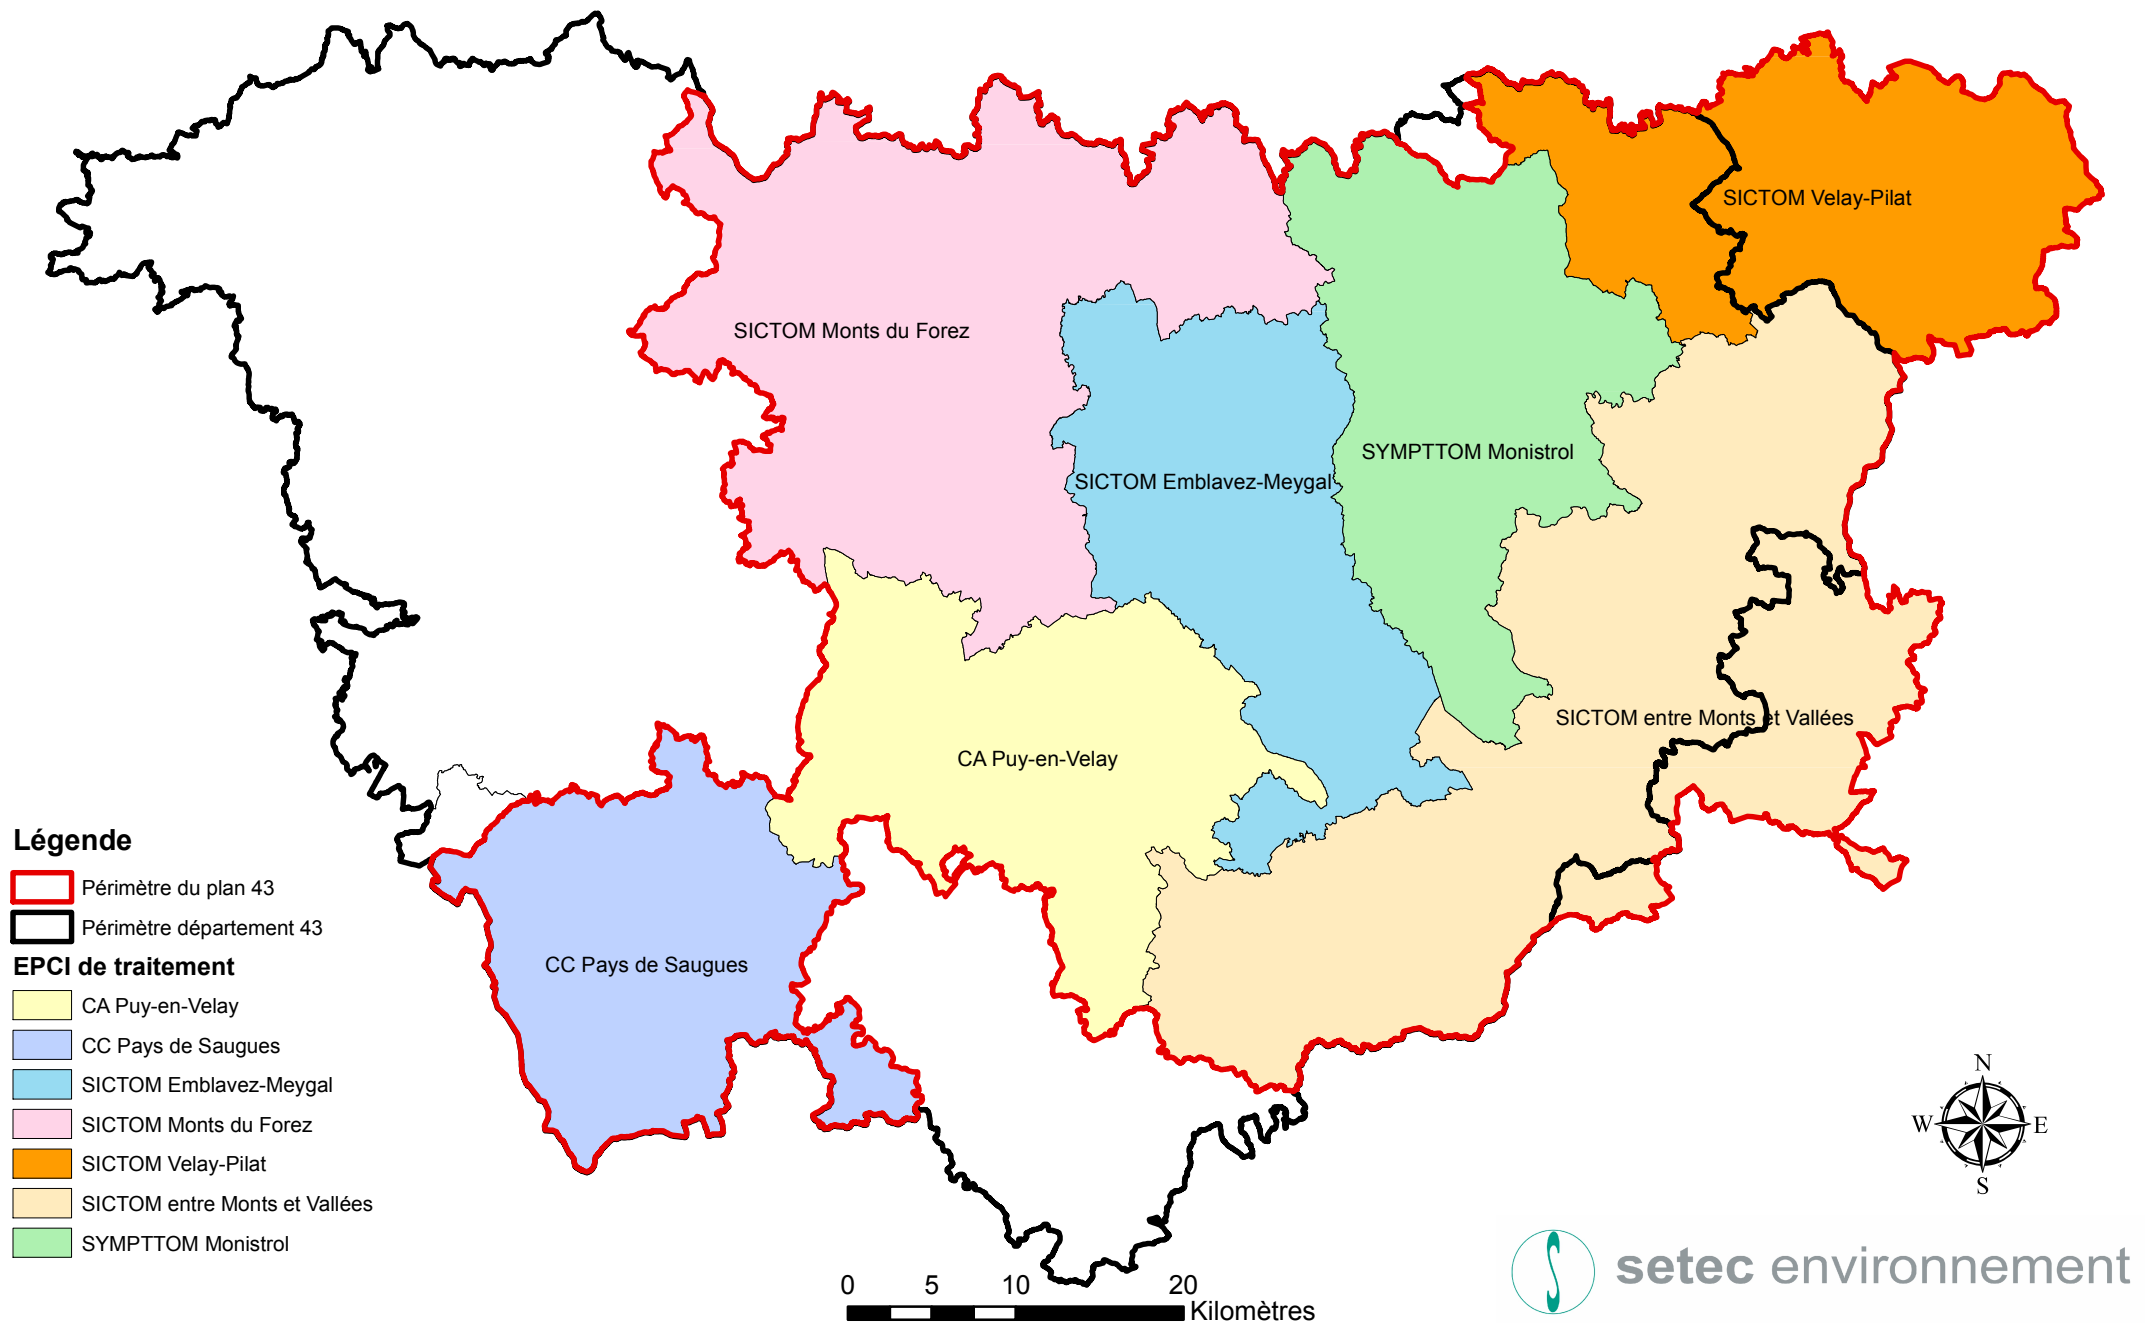 SICTOM Velay-Pilat
SICTOM Monts du Forez
SYMPTTOM Monistrol
SICTOM Emblavez-Meygal
SICTOM entre Monts et Vallées
CA Puy-en-Velay
CC Pays de Saugues
Légende
Périmètre du plan 43
Périmètre département 43
EPCI de traitement
CA Puy-en-Velay
CC Pays de Saugues
SICTOM Emblavez-Meygal
SICTOM Monts du Forez
SICTOM Velay-Pilat
SICTOM entre Monts et Vallées
SYMPTTOM Monistrol
N
W E
S
0 5 10 20
Kilomètres
setec environnement